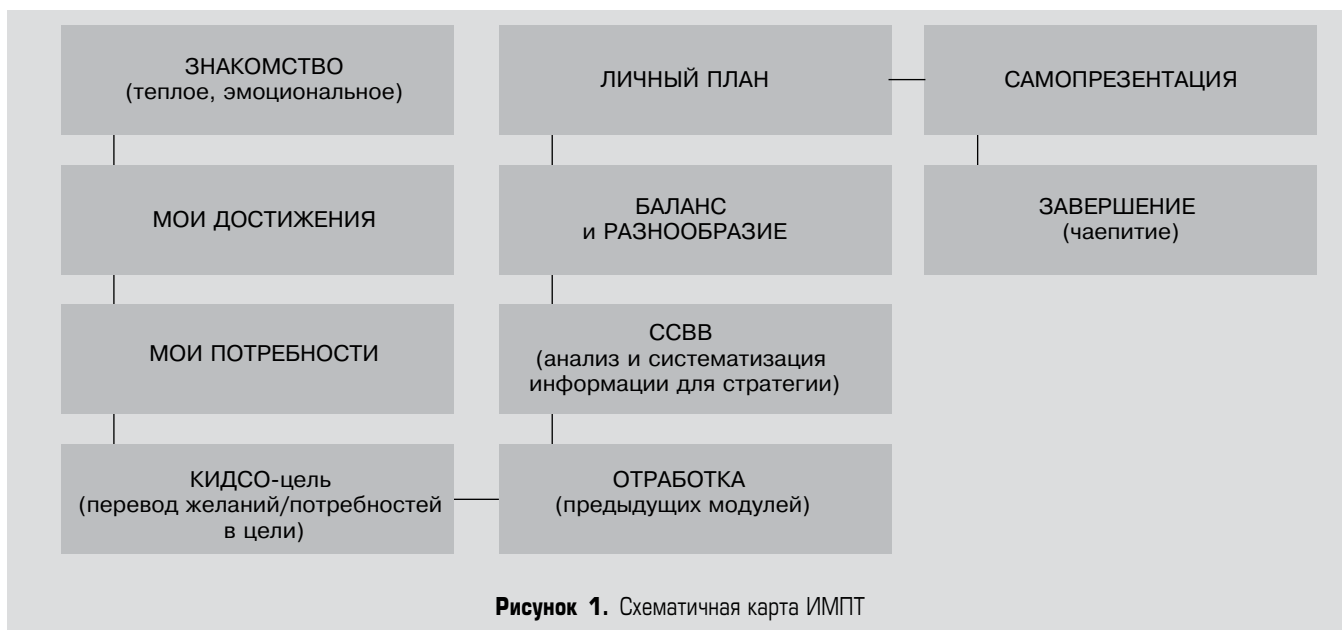 ЗНАКОМСТВО
(теплое, эмоциональное)
МОИ ДОСТИЖЕНИЯ
МОИ ПОТРЕБНОСТИ
КИДСО-цель
(перевод желаний/потребностей
в цели)
ЛИЧНЫЙ ПЛАН
БАЛАНС
и РАЗНООБРАЗИЕ
ССВВ
(анализ и систематизация
информации для стратегии)
ОТРАБОТКА
(предыдущих модулей)
САМОПРЕЗЕНТАЦИЯ
ЗАВЕРШЕНИЕ
(чаепитие)
Рисунок 1. Схематичная карта ИМПТ